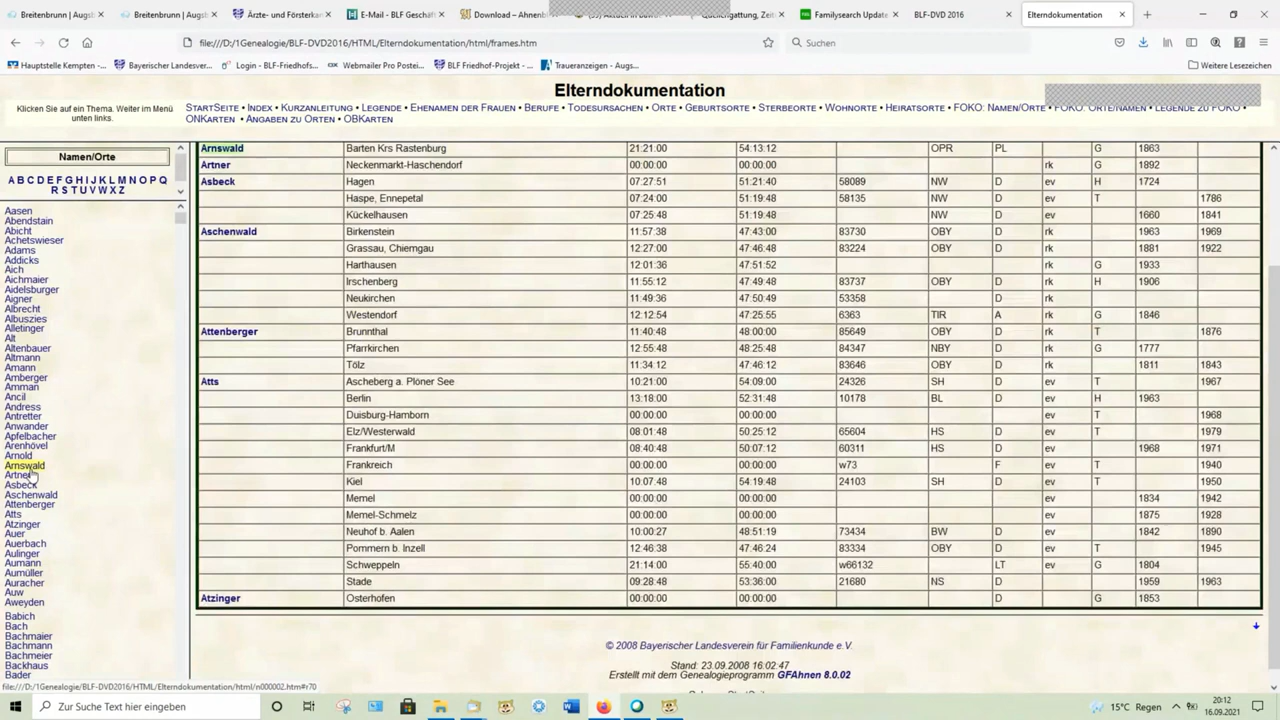 Breitenbrunn | Augsb
Breitenbrunn | Augsb
Ärzte- und Försterkar
E-Mail – BLF Geschäf
Download – Ahnenb
Familysearch Update
BLF-DVD 2016
Elterndokumentation
file:///D:/1Genealogie/BLF-DVD2016/HTML/Elterndokumentation/html/frames.htm
Suchen
Hauptstelle Kempten -...
Bayerischer Landesver...
Login - BLF-Friedhofs...
Webmailer Pro Postei...
BLF Friedhof-Projekt - ...
Traueranzeigen - Augs...
Weitere Lesezeichen
Elterndokumentation
Klicken Sie auf ein Thema. Weiter im Menü unten links.
STARTSEITE • INDEX • KURZANLEITUNG • LEGENDE • EHENAMEN DER FRAUEN • BERUFE • TODESURSACHEN • ORTE • GEBURTSORTE • STERBEORTE • WOHNORTE • HEIRATSORTE • FOKO: NAMEN/ORTE • FOKO: ORTE/NAMEN • LEGENDE ZU FOKO •
ONKARTEN • ANGABEN ZU ORTEN • OBKARTEN
Namen/Orte
A B C D E F G H I J K L M N O P Q
R S T U V W X Z
Aasen
Abendstain
Abicht
Achetswieser
Adams
Addicks
Aich
Aichmaier
Aidelsburger
Aigner
Albrecht
Albuszies
Alletinger
Alt
Altenbauer
Altmann
Amann
Amberger
Amman
Ancil
Andress
Antretter
Anwander
Apfelbacher
Arenhövel
Arnold
Arnswald
Artner
Asbeck
Aschenwald
Attenberger
Atts
Atzinger
Auer
Auerbach
Aulinger
Aumann
Aumüller
Auracher
Auw
Aweyden
Babich
Bach
Bachmaier
Bachmann
Bachmeier
Backhaus
Bader
Arnswald Barten Krs Rastenburg 21:21:00 54:13:12 OPR PL G 1863
Artner Neckenmarkt-Haschendorf 00:00:00 00:00:00 rk G 1892
Asbeck Hagen 07:27:51 51:21:40 58089 NW D ev H 1724
Haspe, Ennepetal 07:24:00 51:19:48 58135 NW D ev T 1786
Kückelhausen 07:25:48 51:19:48 NW D ev 1660 1841
Aschenwald Birkenstein 11:57:38 47:43:00 83730 OBY D rk 1963 1969
Grassau, Chierngau 12:27:00 47:46:48 83224 OBY D rk 1881 1922
Harthausen 12:01:36 47:51:52 rk G 1933
Irschenberg 11:55:12 47:49:48 83737 OBY D rk H 1906
Neukirchen 11:49:36 47:50:49 53358 D rk
Westendorf 12:12:54 47:25:55 6363 TIR A rk G 1846
Attenberger Brunnthal 11:40:48 48:00:00 85649 OBY D rk T 1876
Pfarrkirchen 12:55:48 48:25:48 84347 NBY D rk G 1777
Tölz 11:34:12 47:46:12 83646 OBY D rk 1811 1843
Atts Ascheberg a. Plöner See 10:21:00 54:09:00 24326 SH D ev T 1967
Berlin 13:18:00 52:31:48 10178 BL D ev H 1963
Duisburg-Hamborn 00:00:00 00:00:00 ev T 1968
Elz/Westerwald 08:01:48 50:25:12 65604 HS D ev T 1979
Frankfurt/M 08:40:48 50:07:12 60311 HS D ev 1968 1971
Frankreich 00:00:00 00:00:00 w73 F ev T 1940
Kiel 10:07:48 54:19:48 24103 SH D ev T 1950
Memel 00:00:00 00:00:00 ev 1834 1942
Memel-Schmelz 00:00:00 00:00:00 ev 1875 1928
Neuhof b. Aalen 10:00:27 48:51:19 73434 BW D ev 1842 1890
Pommern b. Inzell 12:46:38 47:46:24 83334 OBY D ev T 1945
Schweppeln 21:14:00 55:40:00 w66132 LT ev G 1804
Stade 09:28:48 53:36:00 21680 NS D 1959 1963
Atzinger Osterhofen 00:00:00 00:00:00 D G 1853
© 2008 Bayerischer Landesverein für Familienkunde e.V.
Stand: 23.09.2008 16:02:47
Erstellt mit dem Genealogieprogramm GFAhnen 8.0.02
file:///D:/1Genealogie/BLF-DVD2016/HTML/Elterndokumentation/html/n000002.htm#r70
Zur Suche Text hier eingeben
15°C Regen
20:12
16.09.2021